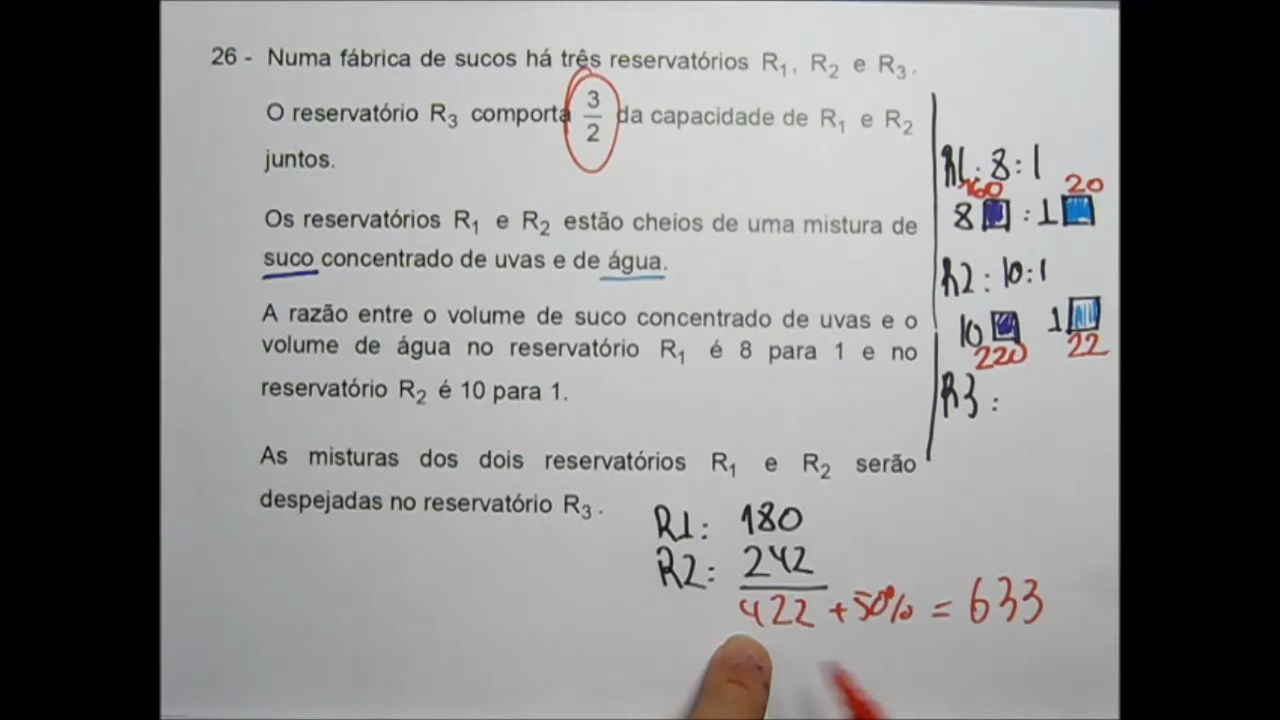 26 - Numa fábrica de sucos há três reservatórios R₁, R₂ e R₃.
O reservatório R₃ comporta 3/2 da capacidade de R₁ e R₂
juntos.
Os reservatórios R₁ e R₂ estão cheios de uma mistura de
suco concentrado de uvas e de água.
A razão entre o volume de suco concentrado de uvas e o
volume de água no reservatório R₁ é 8 para 1 e no
reservatório R₂ é 10 para 1.
As misturas dos dois reservatórios R₁ e R₂ serão
despejadas no reservatório R₃.
R1: 8:1
160 20
8 : 1
R2: 10:1
10 1
220 22
R3:
R1: 180
R2: 242
422 + 50% = 633